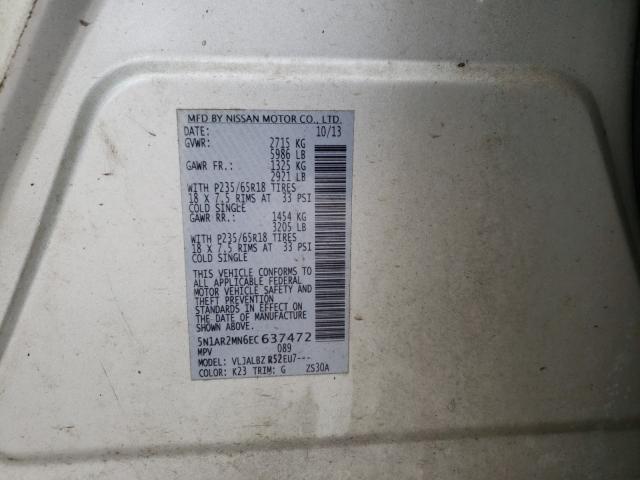 MFD BY NISSAN MOTOR CO., LTD.
DATE: 10/13
GVWR: 2715 KG
5986 LB
GAWR FR.: 1325 KG
2921 LB
WITH P235/65R18 TIRES
18 X 7.5 RIMS AT 33 PSI
COLD SINGLE
GAWR RR.: 1454 KG
3205 LB
WITH P235/65R18 TIRES
18 X 7.5 RIMS AT 33 PSI
COLD SINGLE
THIS VEHICLE CONFORMS TO
ALL APPLICABLE FEDERAL
MOTOR VEHICLE SAFETY AND
THEFT PREVENTION
STANDARDS IN EFFECT ON
THE DATE OF MANUFACTURE
SHOWN ABOVE.
5N1AR2MN6EC637472
MPV 089
MODEL: VLJALBZ R52EU7---
COLOR: K23 TRIM: G ZS30A